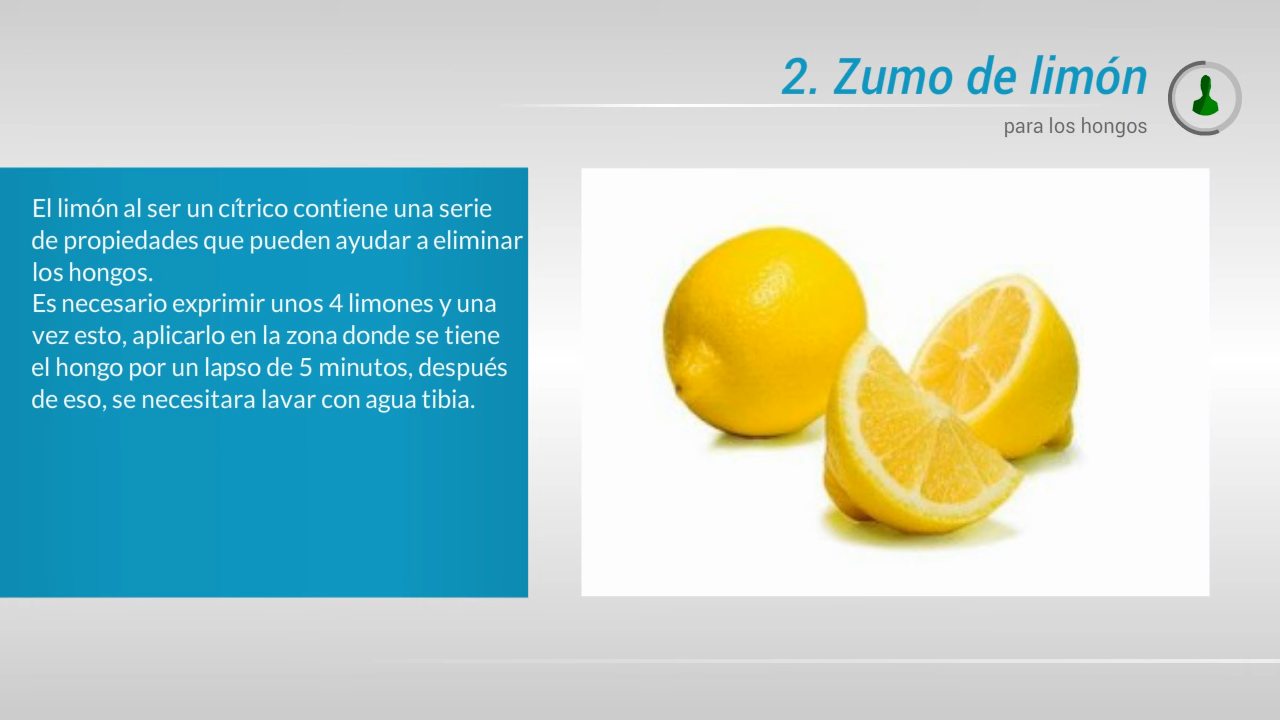 2. Zumo de limón
para los hongos
El limón al ser un cítrico contiene una serie
de propiedades que pueden ayudar a eliminar
los hongos.
Es necesario exprimir unos 4 limones y una
vez esto, aplicarlo en la zona donde se tiene
el hongo por un lapso de 5 minutos, después
de eso, se necesitara lavar con agua tibia.